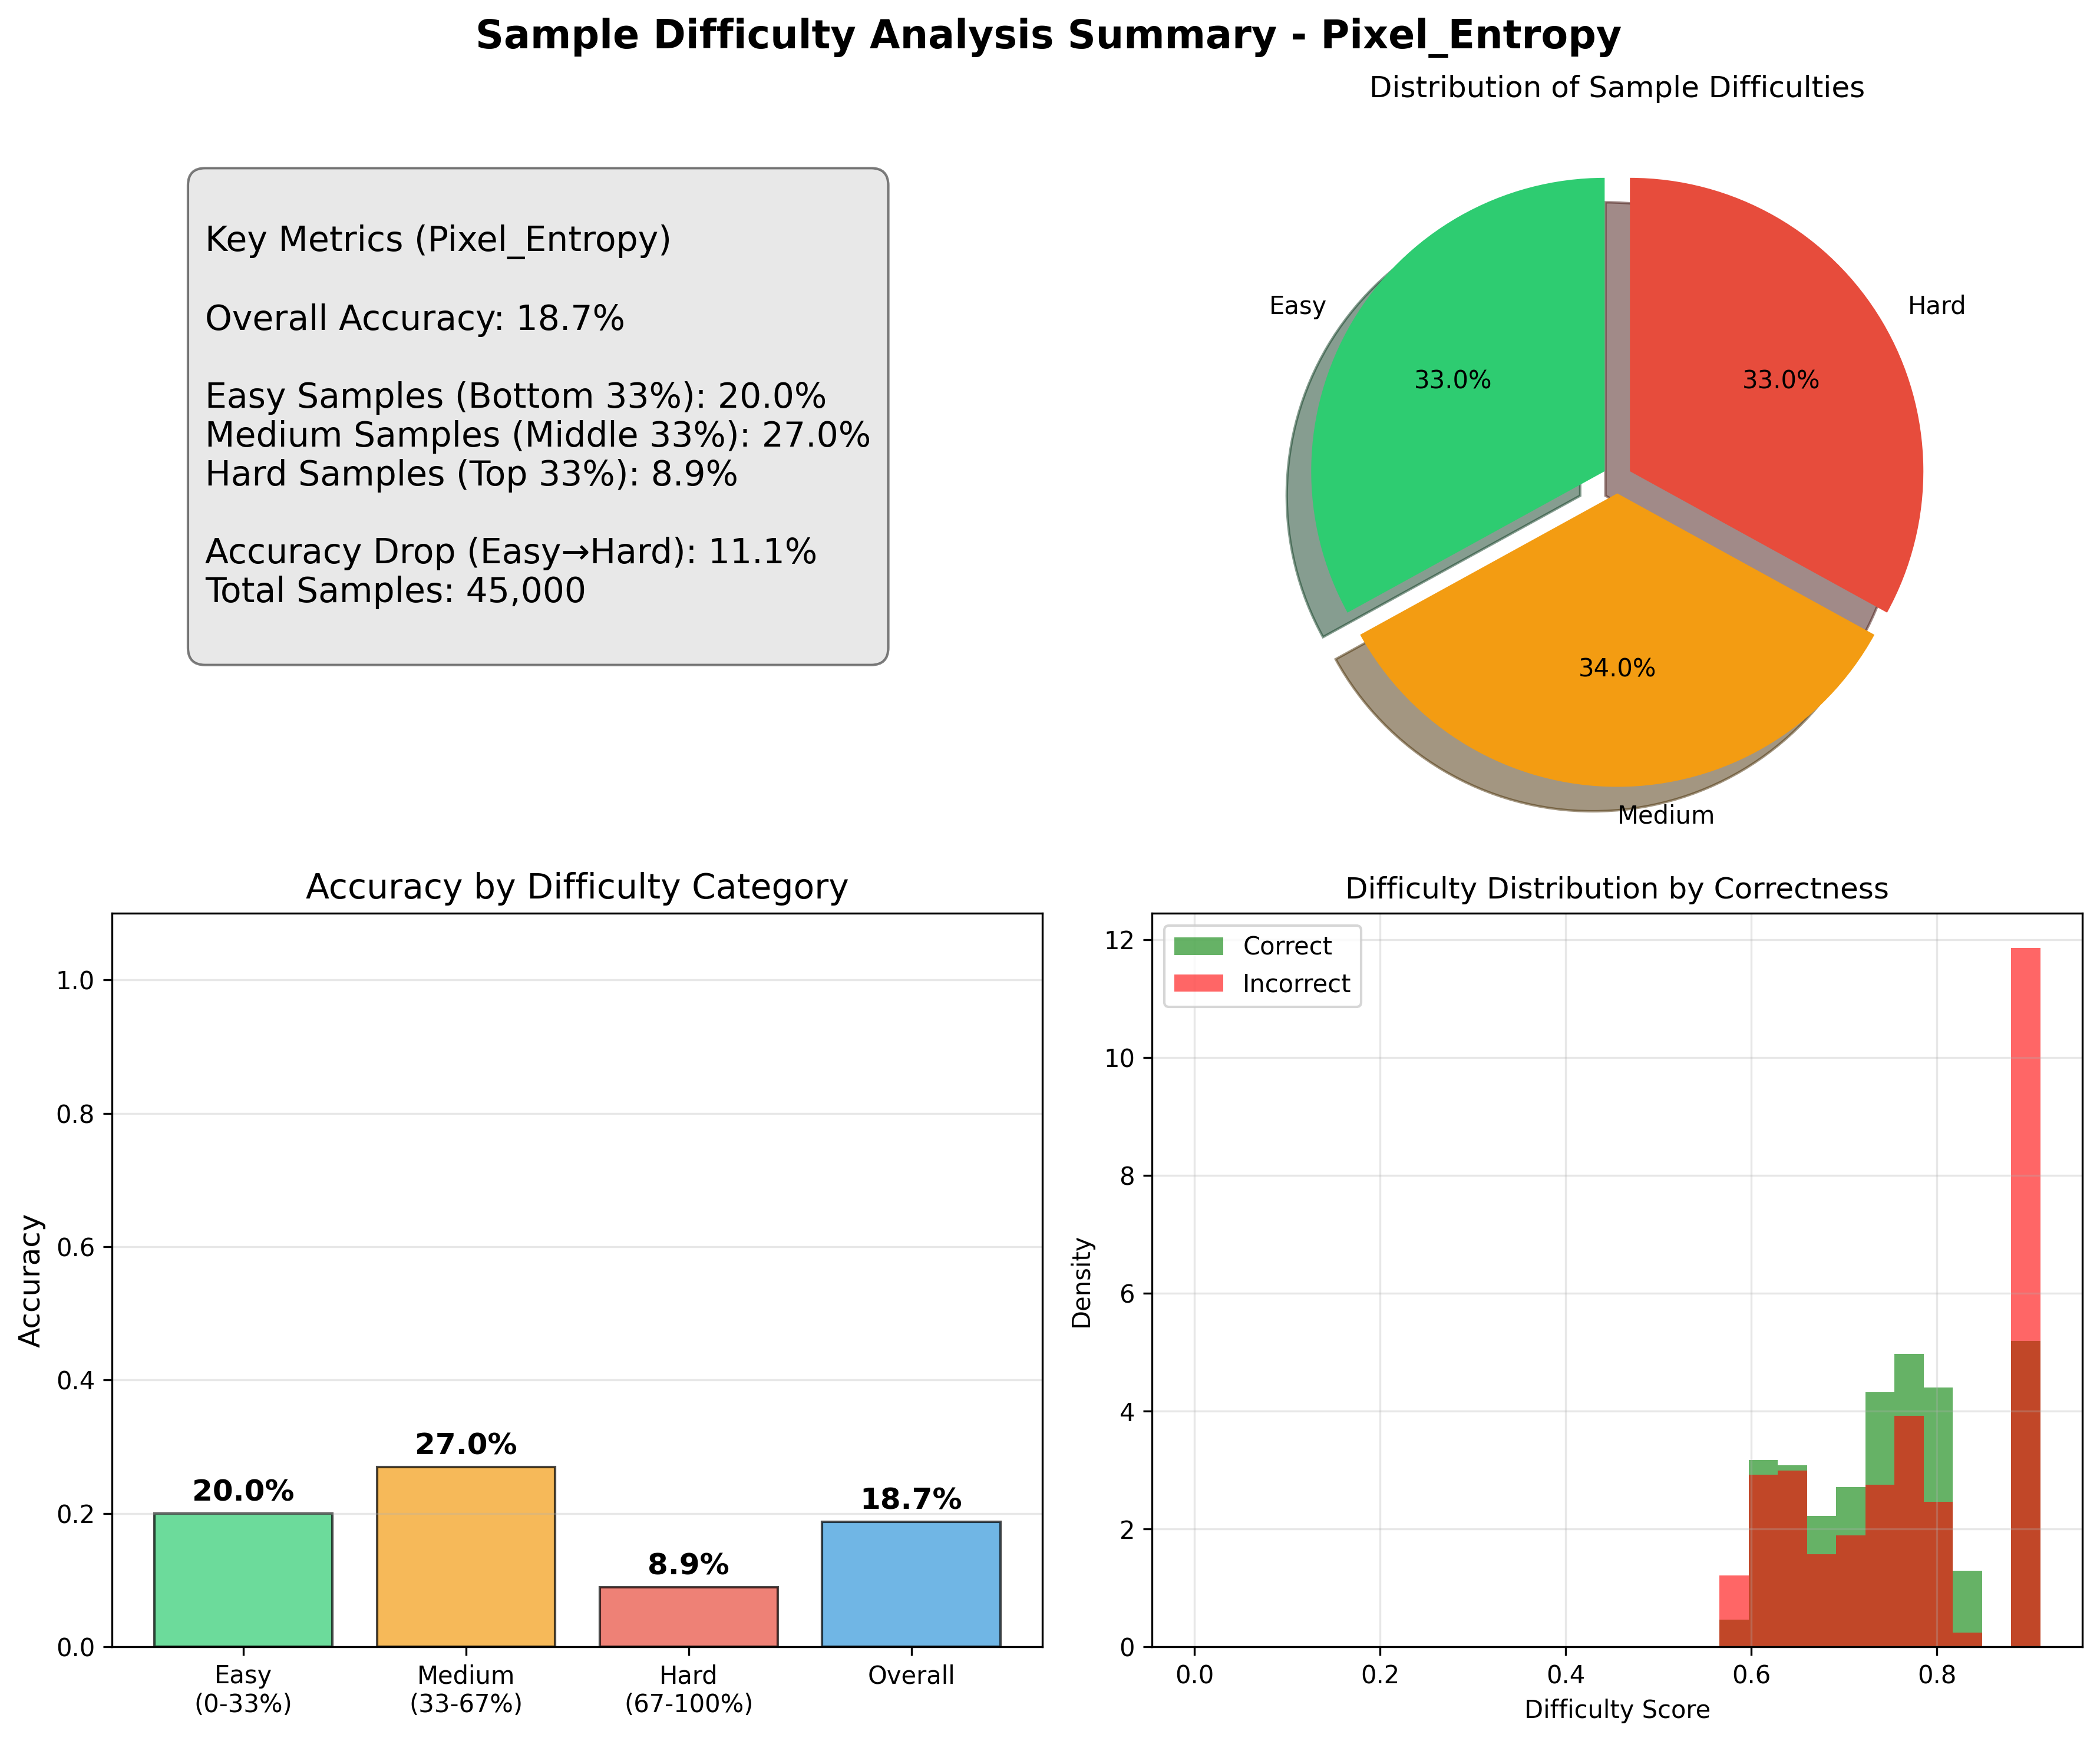 Sample Difficulty Analysis Summary - Pixel_Entropy
Key Metrics (Pixel_Entropy)
Overall Accuracy: 18.7%
Easy Samples (Bottom 33%): 20.0%
Medium Samples (Middle 33%): 27.0%
Hard Samples (Top 33%): 8.9%
Accuracy Drop (Easy→Hard): 11.1%
Total Samples: 45,000
Distribution of Sample Difficulties
Easy
Hard
33.0%
33.0%
34.0%
Medium
Accuracy by Difficulty Category
Accuracy
1.0
0.8
0.6
0.4
0.2
0.0
20.0%
27.0%
8.9%
18.7%
Easy
(0-33%)
Medium
(33-67%)
Hard
(67-100%)
Overall
Difficulty Distribution by Correctness
Correct
Incorrect
Density
12
10
8
6
4
2
0
0.0
0.2
0.4
0.6
0.8
Difficulty Score